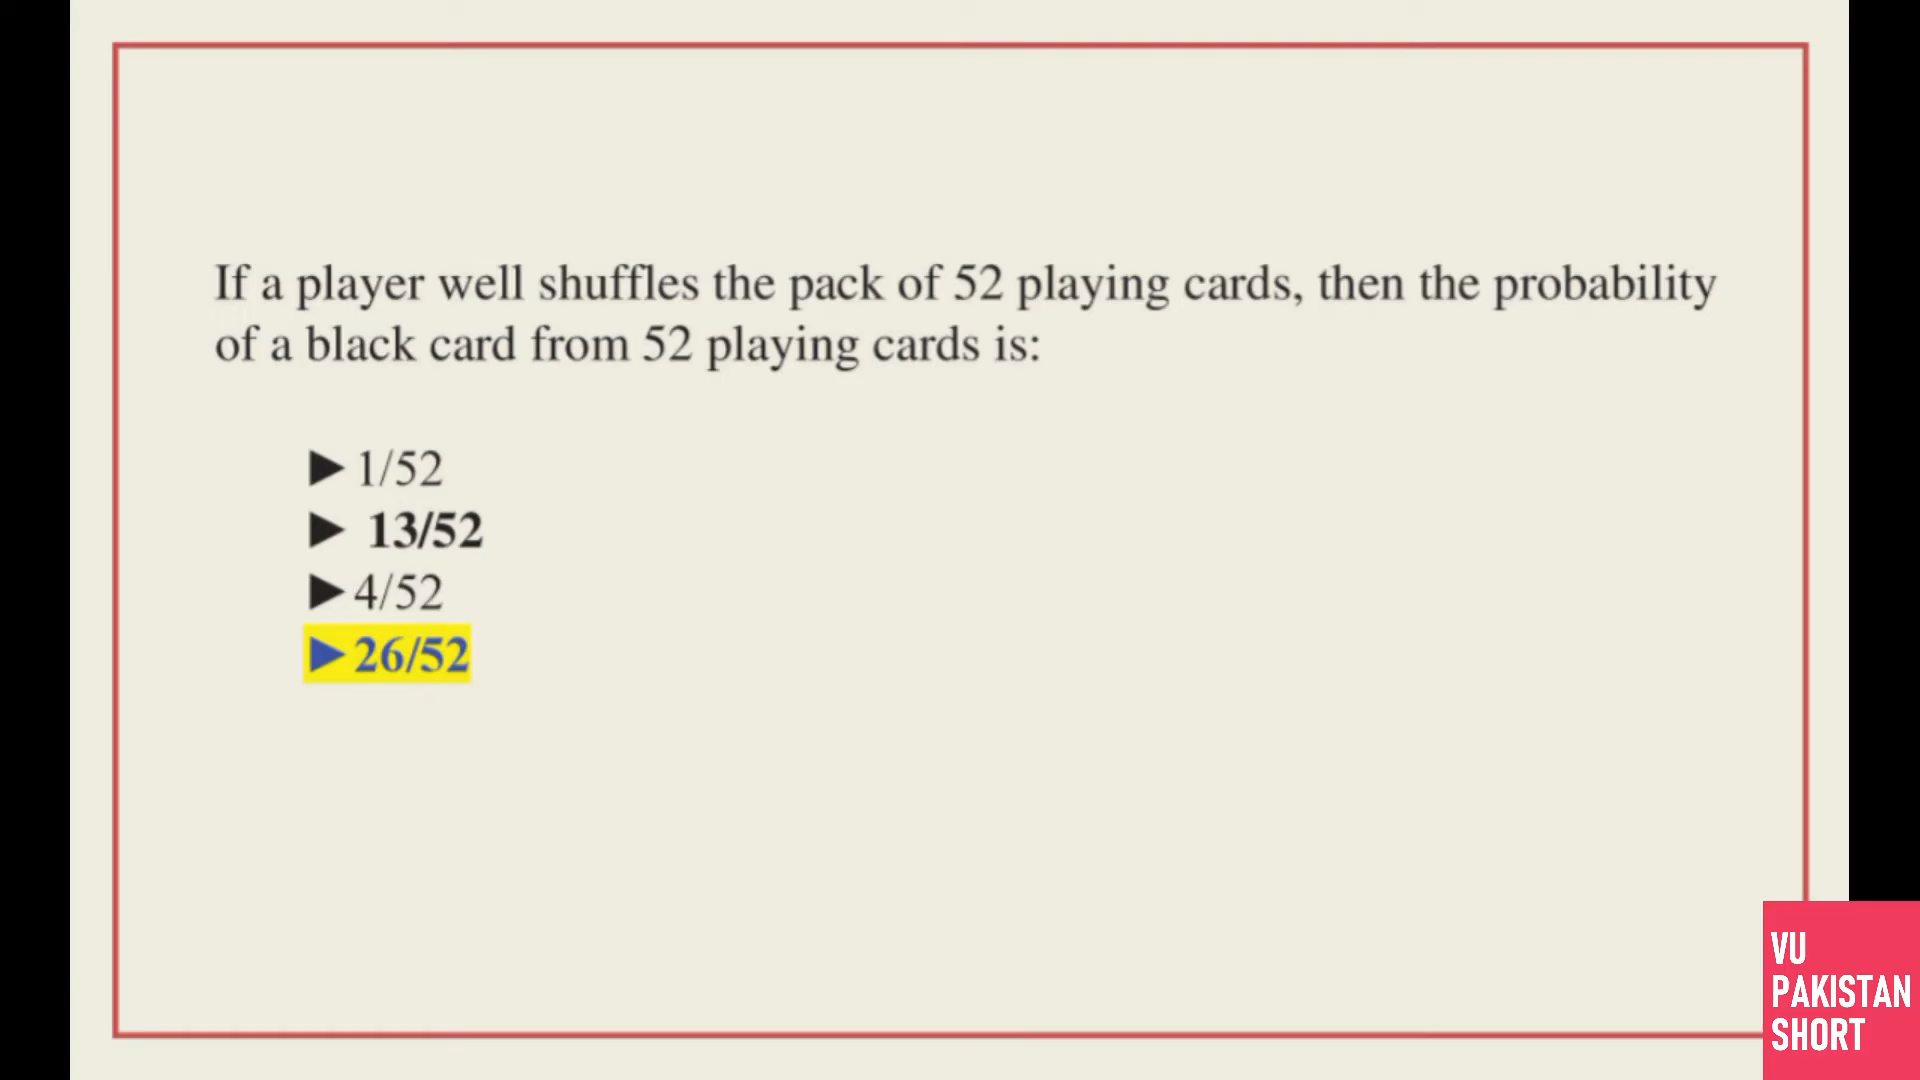 If a player well shuffles the pack of 52 playing cards, then the probability
of a black card from 52 playing cards is:
► 1/52
► 13/52
► 4/52
► 26/52
VU
PAKISTAN
SHORT